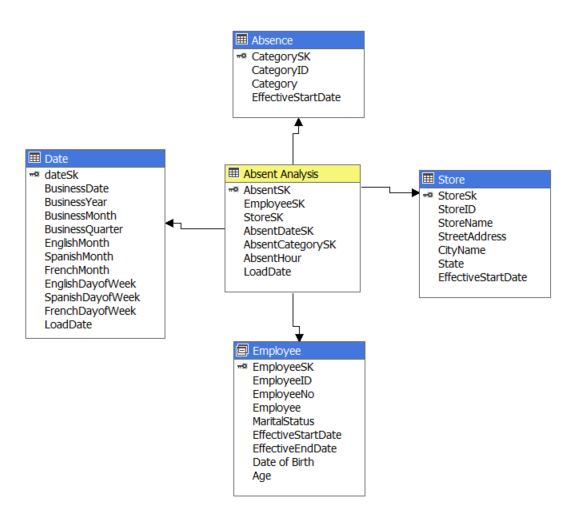 Absence
CategorySK
CategoryID
Category
EffectiveStartDate
Date
dateSk
BusinessDate
BusinessYear
BusinessMonth
BusinessQuarter
EnglishMonth
SpanishMonth
FrenchMonth
EnglishDayofWeek
SpanishDayofWeek
FrenchDayofWeek
LoadDate
Absent Analysis
AbsentSK
EmployeeSK
StoreSK
AbsentDateSK
AbsentCategorySK
AbsentHour
LoadDate
Store
StoreSk
StoreID
StoreName
StreetAddress
CityName
State
EffectiveStartDate
Employee
EmployeeSK
EmployeeID
EmployeeNo
Employee
MaritalStatus
EffectiveStartDate
EffectiveEndDate
Date of Birth
Age